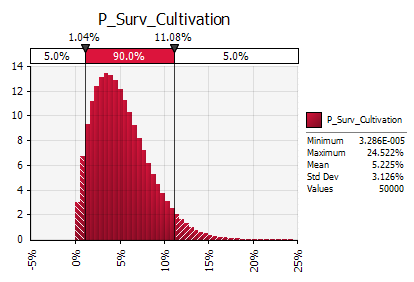 P_Surv_Cultivation
1.04% 11.08%
5.0% 90.0% 5.0%
14
12
10
8
6
4
2
0
-5% 0% 5% 10% 15% 20% 25%
P_Surv_Cultivation
Minimum 3.286E-005
Maximum 24.522%
Mean 5.225%
Std Dev 3.126%
Values 50000